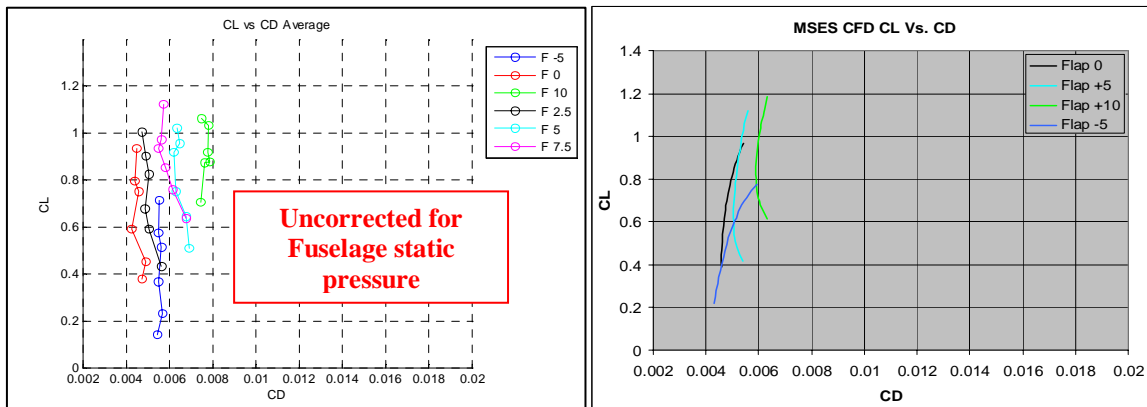 CL vs CD Average
CL
1.2
1
0.8
0.6
0.4
0.2
0
0.002 0.004 0.006 0.008 0.01 0.012 0.014 0.016 0.018 0.02
CD
F -5
F 0
F 10
F 2.5
F 5
F 7.5
Uncorrected for
Fuselage static
pressure
MSES CFD CL Vs. CD
CL
1.4
1.2
1
0.8
0.6
0.4
0.2
0
0.002 0.004 0.006 0.008 0.01 0.012 0.014 0.016 0.018 0.02
CD
Flap 0
Flap +5
Flap +10
Flap -5